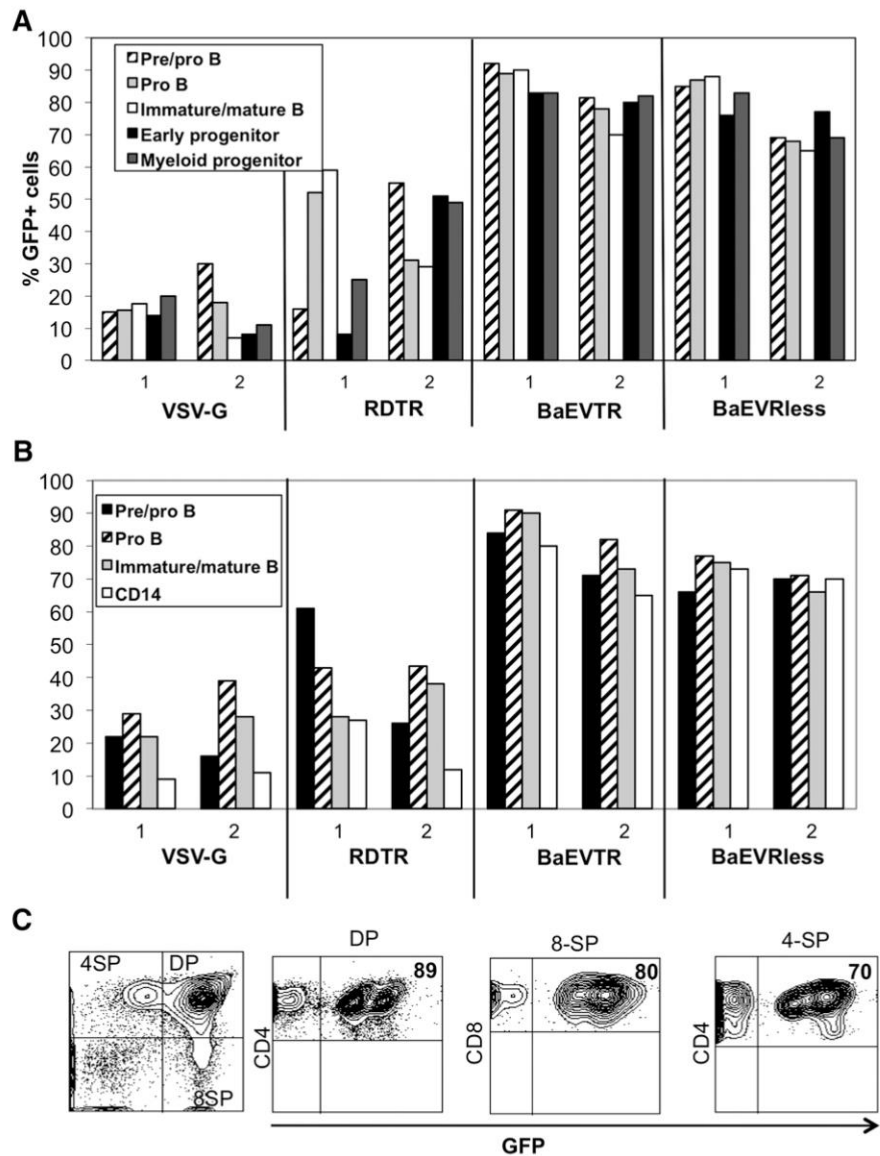 A
100
90
80
70
60
50
40
30
20
10
0
% GFP+ cells
Pre/pro B
Pro B
Immature/mature B
Early progenitor
Myeloid progenitor
1 2 1 2 1 2 1 2
VSV-G RDTR BaEVTR BaEVRless
B
100
90
80
70
60
50
40
30
20
10
0
Pre/pro B
Pro B
Immature/mature B
CD14
1 2 1 2 1 2 1 2
VSV-G RDTR BaEVTR BaEVRless
C
DP 8-SP 4-SP
4SP DP 89 80 70
CD4 CD8 CD4
8SP
GFP